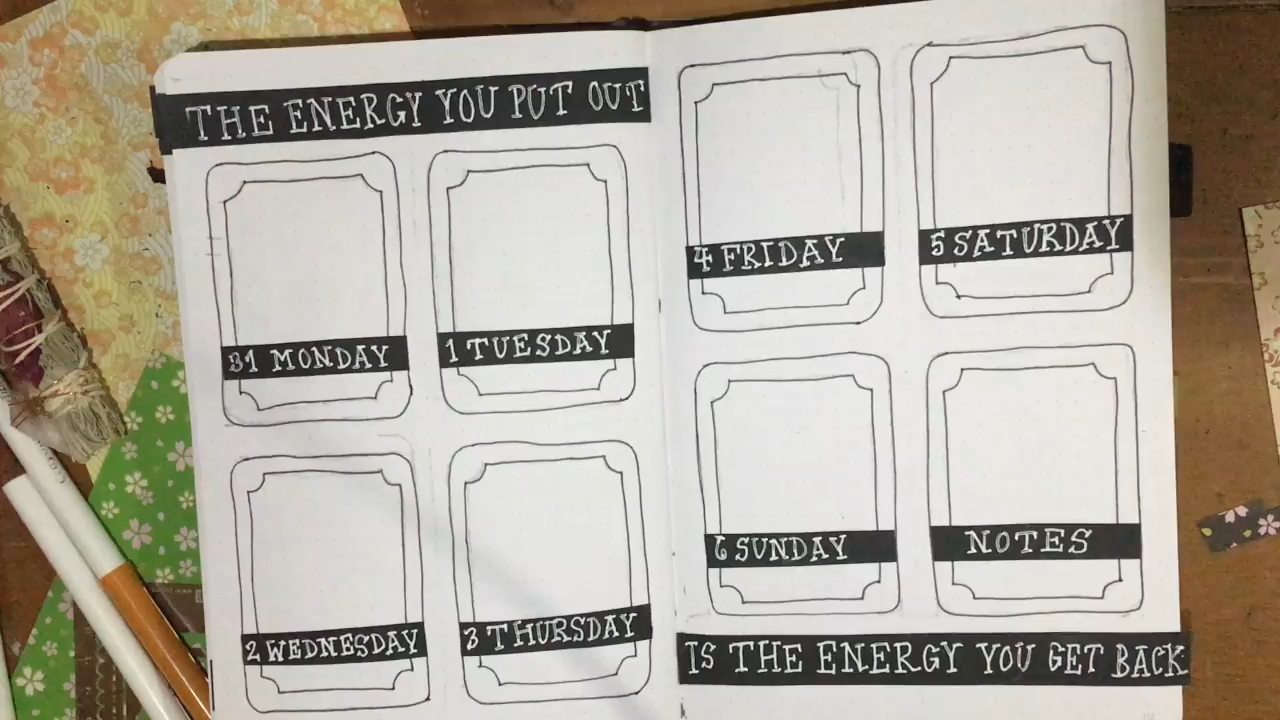 THE ENERGY YOU PUT OUT
31 MONDAY
1 TUESDAY
2 WEDNESDAY
3 THURSDAY
4 FRIDAY
5 SATURDAY
6 SUNDAY
NOTES
IS THE ENERGY YOU GET BACK